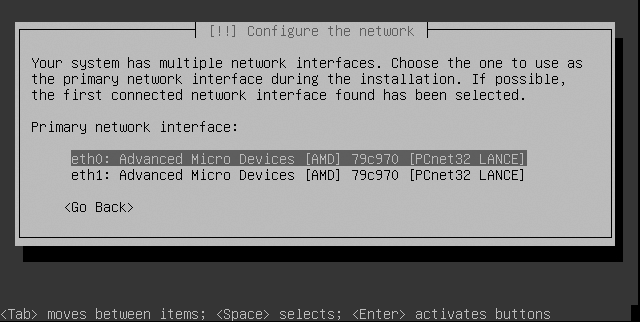 [!!] Configure the network
Your system has multiple network interfaces. Choose the one to use as
the primary network interface during the installation. If possible,
the first connected network interface found has been selected.
Primary network interface:
eth0: Advanced Micro Devices [AMD] 79c970 [PCnet32 LANCE]
eth1: Advanced Micro Devices [AMD] 79c970 [PCnet32 LANCE]
<Go Back>
<Tab> moves between items; <Space> selects; <Enter> activates buttons